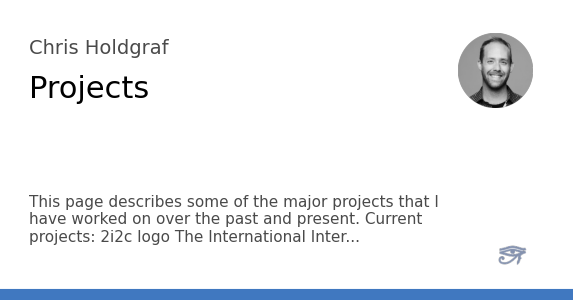 Chris Holdgraf
Projects
This page describes some of the major projects that I
have worked on over the past and present. Current
projects: 2i2c logo The International Inter...